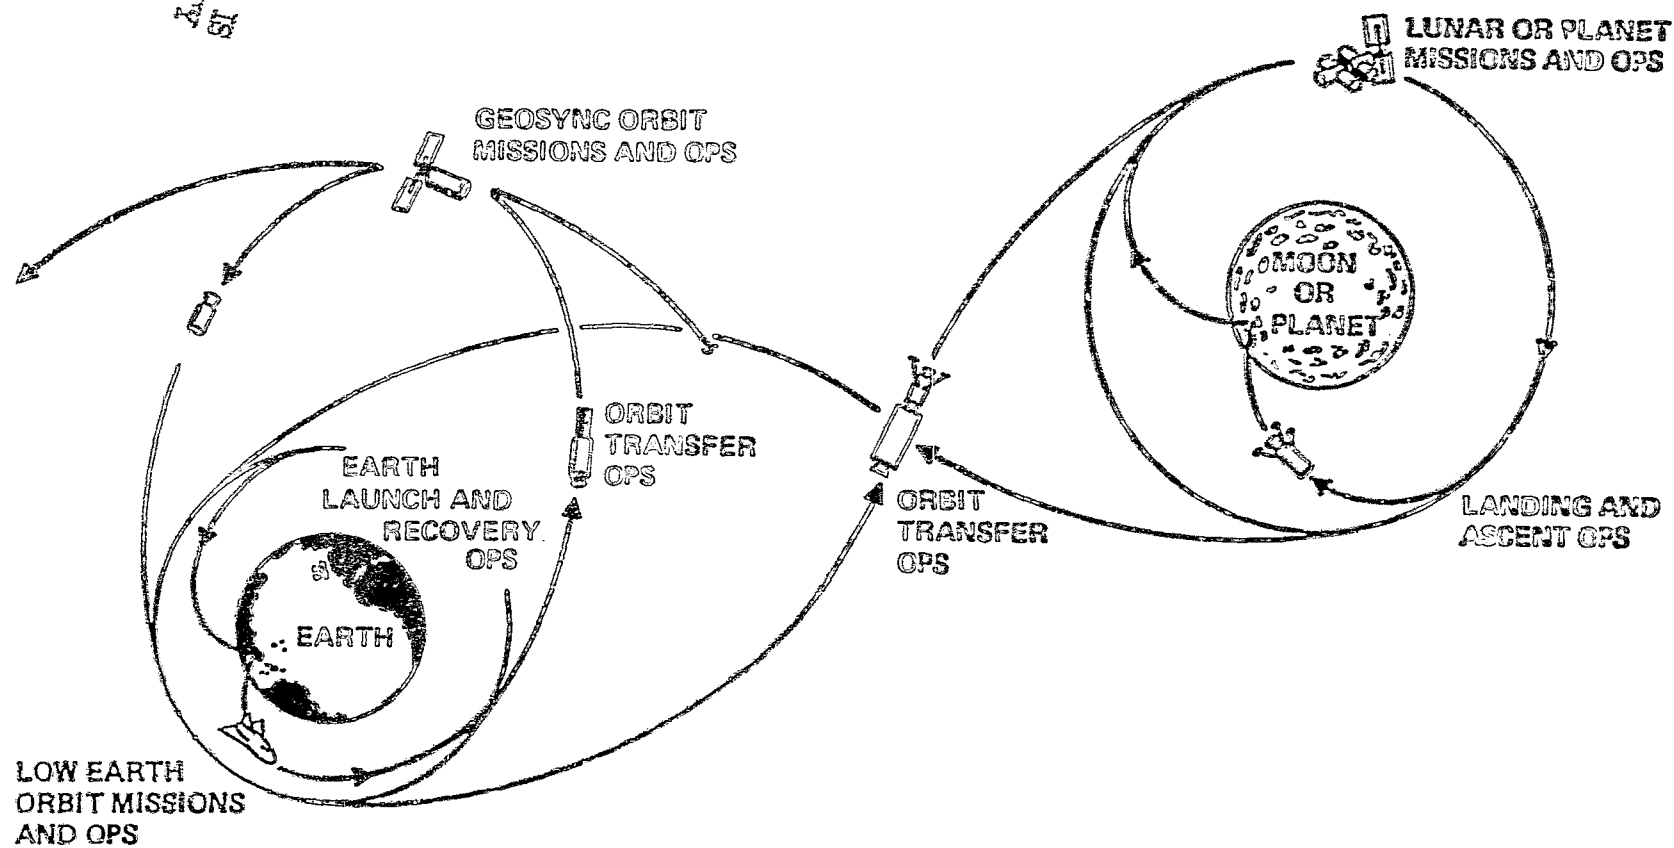 LUNAR OR PLANET
MISSIONS AND OPS
GEOSYNC ORBIT
MISSIONS AND OPS
MOON
OR
PLANET
ORBIT
TRANSFER
OPS
EARTH
LAUNCH AND
RECOVERY
OPS
ORBIT
TRANSFER
OPS
LANDING AND
ASCENT OPS
EARTH
LOW EARTH
ORBIT MISSIONS
AND OPS